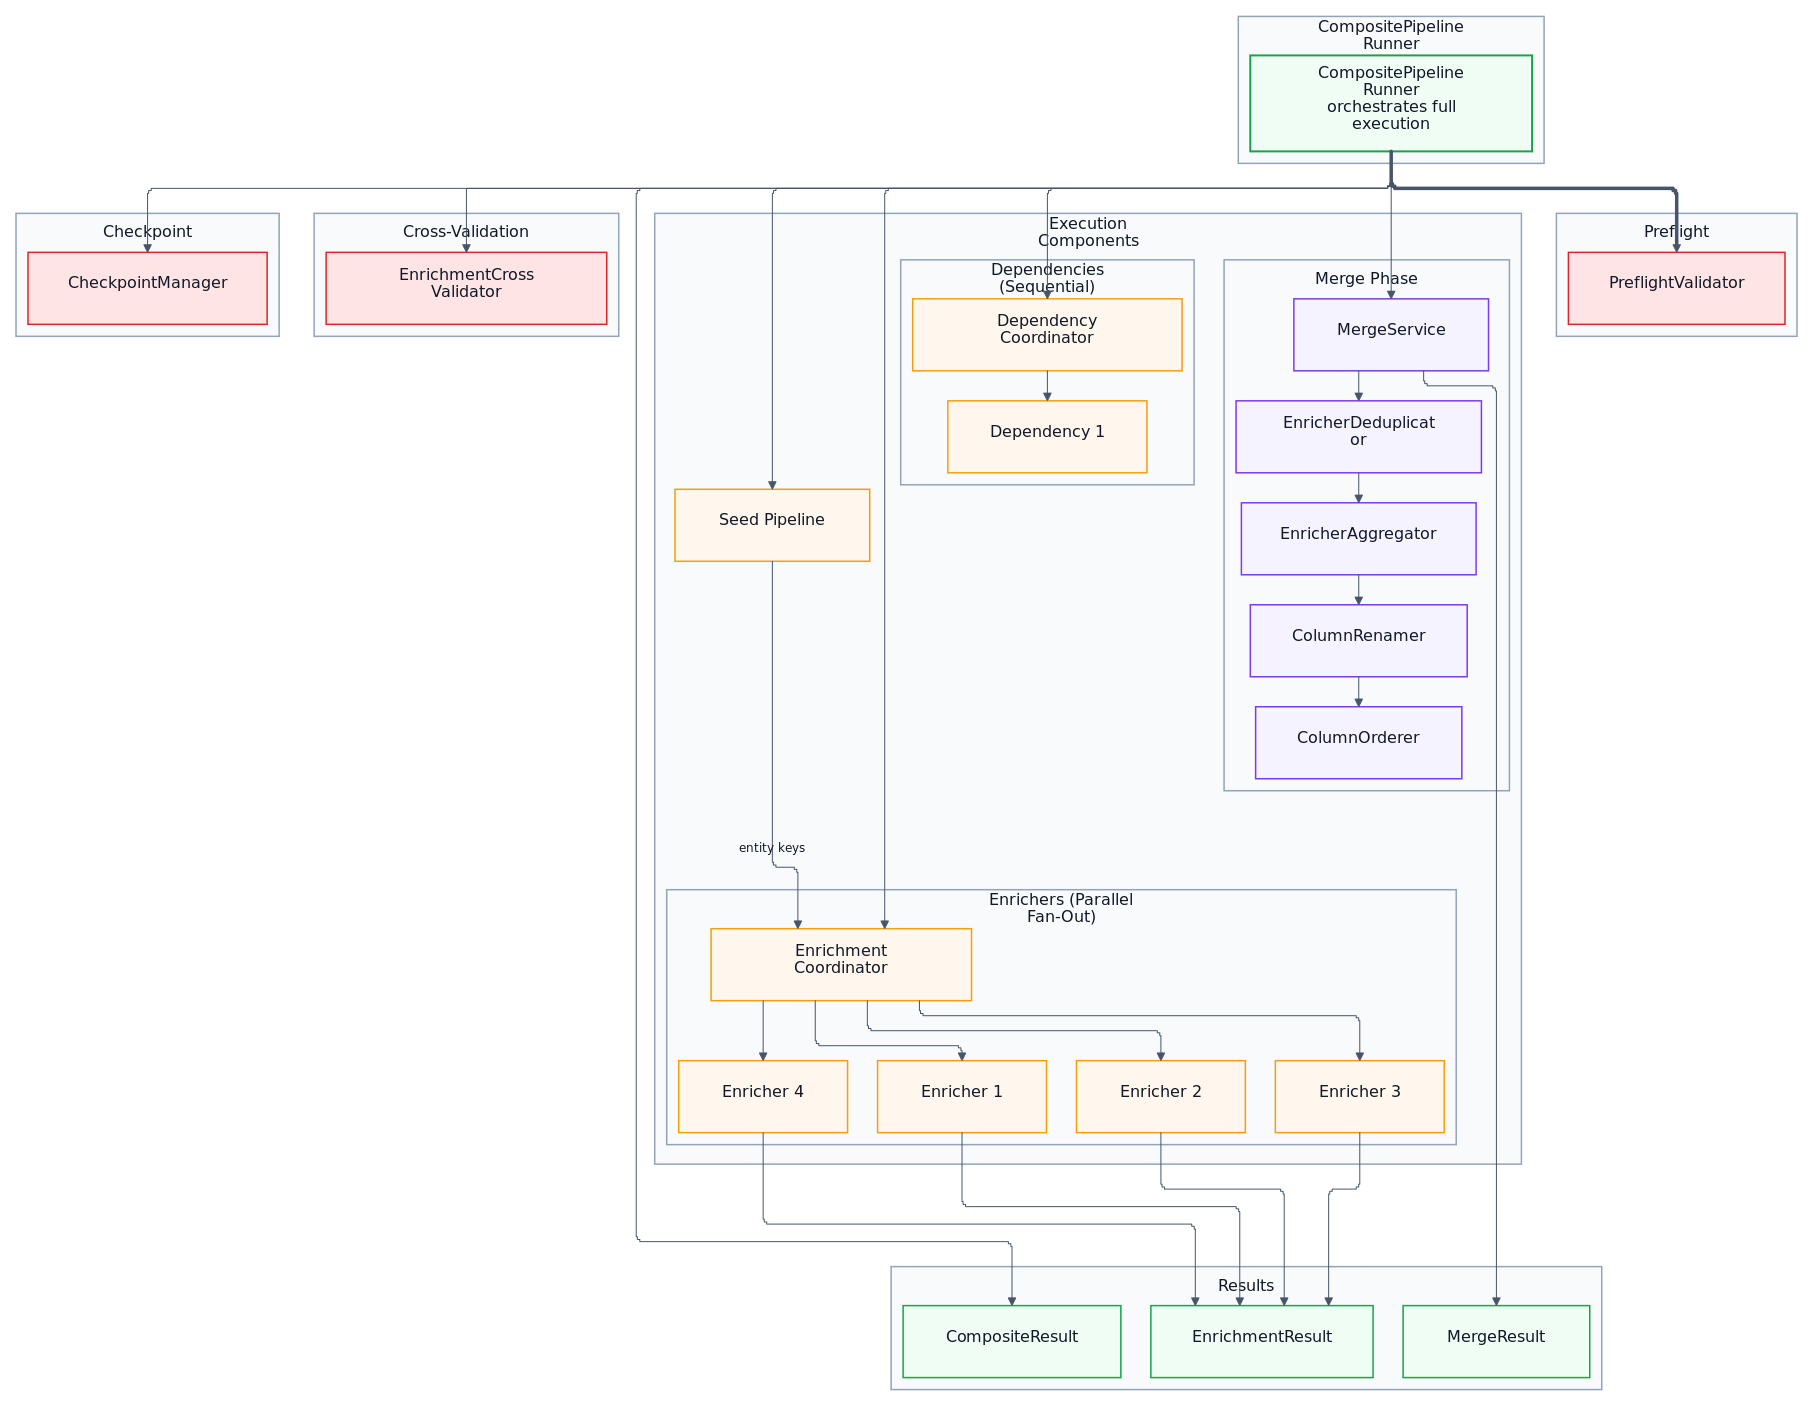 CompositePipeline
Runner
CompositePipeline
Runner
orchestrates full
execution
Checkpoint
CheckpointManager
Cross-Validation
EnrichmentCross
Validator
Execution
Components
Dependencies
(Sequential)
Dependency
Coordinator
Dependency 1
Merge Phase
MergeService
EnricherDeduplicat
or
EnricherAggregator
ColumnRenamer
ColumnOrderer
Preflight
PreflightValidator
Seed Pipeline
entity keys
Enrichers (Parallel
Fan-Out)
Enrichment
Coordinator
Enricher 4
Enricher 1
Enricher 2
Enricher 3
Results
CompositeResult
EnrichmentResult
MergeResult